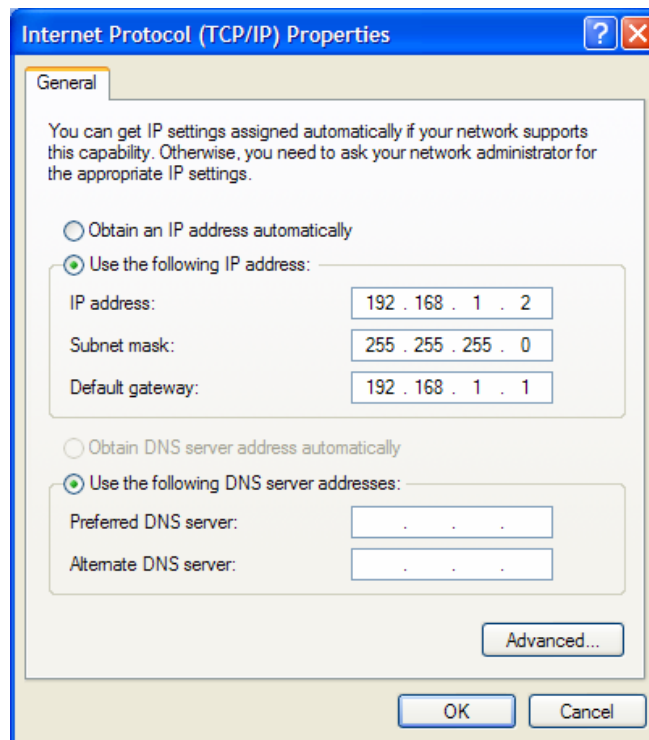 Internet Protocol (TCP/IP) Properties
General
You can get IP settings assigned automatically if your network supports
this capability. Otherwise, you need to ask your network administrator for
the appropriate IP settings.
Obtain an IP address automatically
Use the following IP address:
IP address: 192 . 168 . 1 . 2
Subnet mask: 255 . 255 . 255 . 0
Default gateway: 192 . 168 . 1 . 1
Obtain DNS server address automatically
Use the following DNS server addresses:
Preferred DNS server: . . .
Alternate DNS server: . . .
Advanced...
OK Cancel